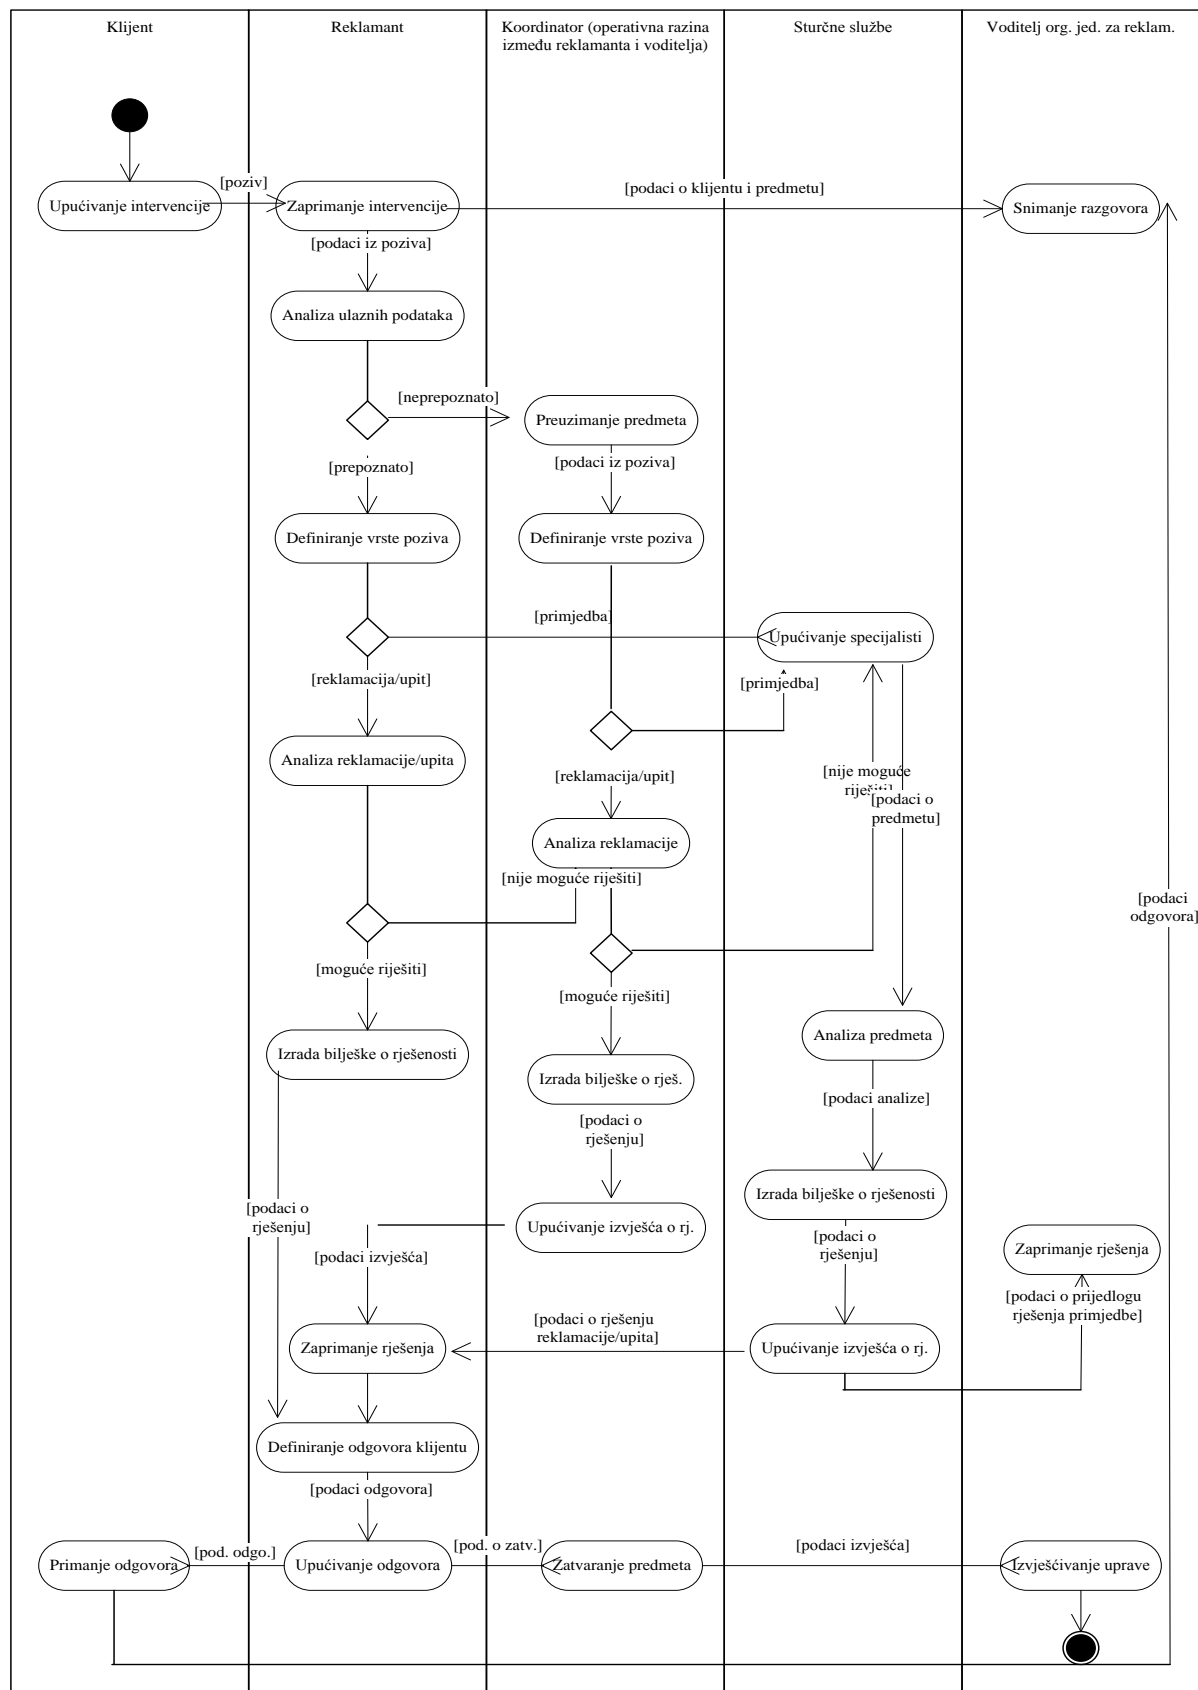 Klijent
Reklamant
Koordinator (operativna razina
između reklamanta i voditelja)
Sturčne službe
Voditelj org. jed. za reklam.
Upućivanje intervencije
[poziv]
Zaprimanje intervencije
[podaci o klijentu i predmetu]
Snimanje razgovora
[podaci iz poziva]
Analiza ulaznih podataka
[neprepoznato]
Preuzimanje predmeta
[prepoznato]
[podaci iz poziva]
Definiranje vrste poziva
Definiranje vrste poziva
[primjedba]
Upućivanje specijalisti
[reklamacija/upit]
[primjedba]
Analiza reklamacije/upita
[reklamacija/upit]
[nije moguće
riješiti]
[podaci o
predmetu]
Analiza reklamacije
[nije moguće riješiti]
[podaci
odgovora]
[moguće riješiti]
[moguće riješiti]
Analiza predmeta
Izrada bilješke o rješenosti
Izrada bilješke o rješ.
[podaci analize]
[podaci o
rješenju]
Izrada bilješke o rješenosti
[podaci o
rješenju]
Upućivanje izvješća o rj.
[podaci o
rješenju]
Zaprimanje rješenja
[podaci izvješća]
[podaci o prijedlogu
rješenja primjedbe]
[podaci o rješenju
reklamacije/upita]
Zaprimanje rješenja
Upućivanje izvješća o rj.
Definiranje odgovora klijentu
[podaci odgovora]
Primanje odgovora
[pod. odgo.]
Upućivanje odgovora
[pod. o zatv.]
Zatvaranje predmeta
[podaci izvješća]
Izvješćivanje uprave